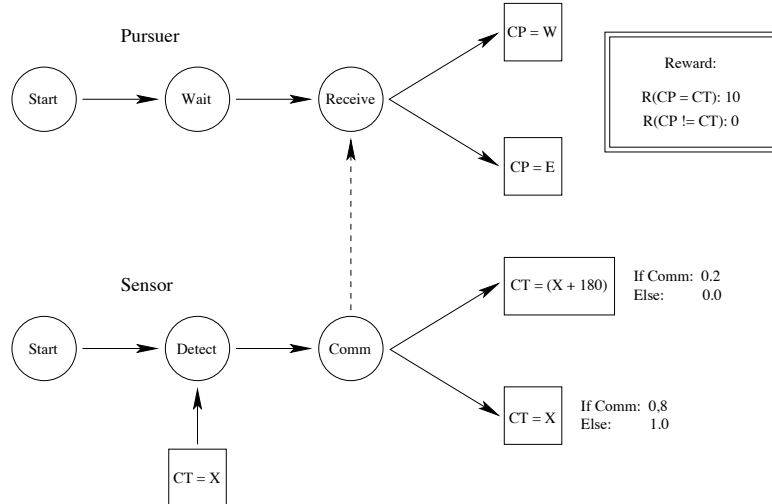 Pursuer
CP = W
Reward:
R(CP = CT): 10
R(CP != CT): 0
Start
Wait
Receive
CP = E
Sensor
CT = (X + 180)
If Comm: 0.2
Else: 0.0
Start
Detect
Comm
CT = X
If Comm: 0,8
Else: 1.0
CT = X